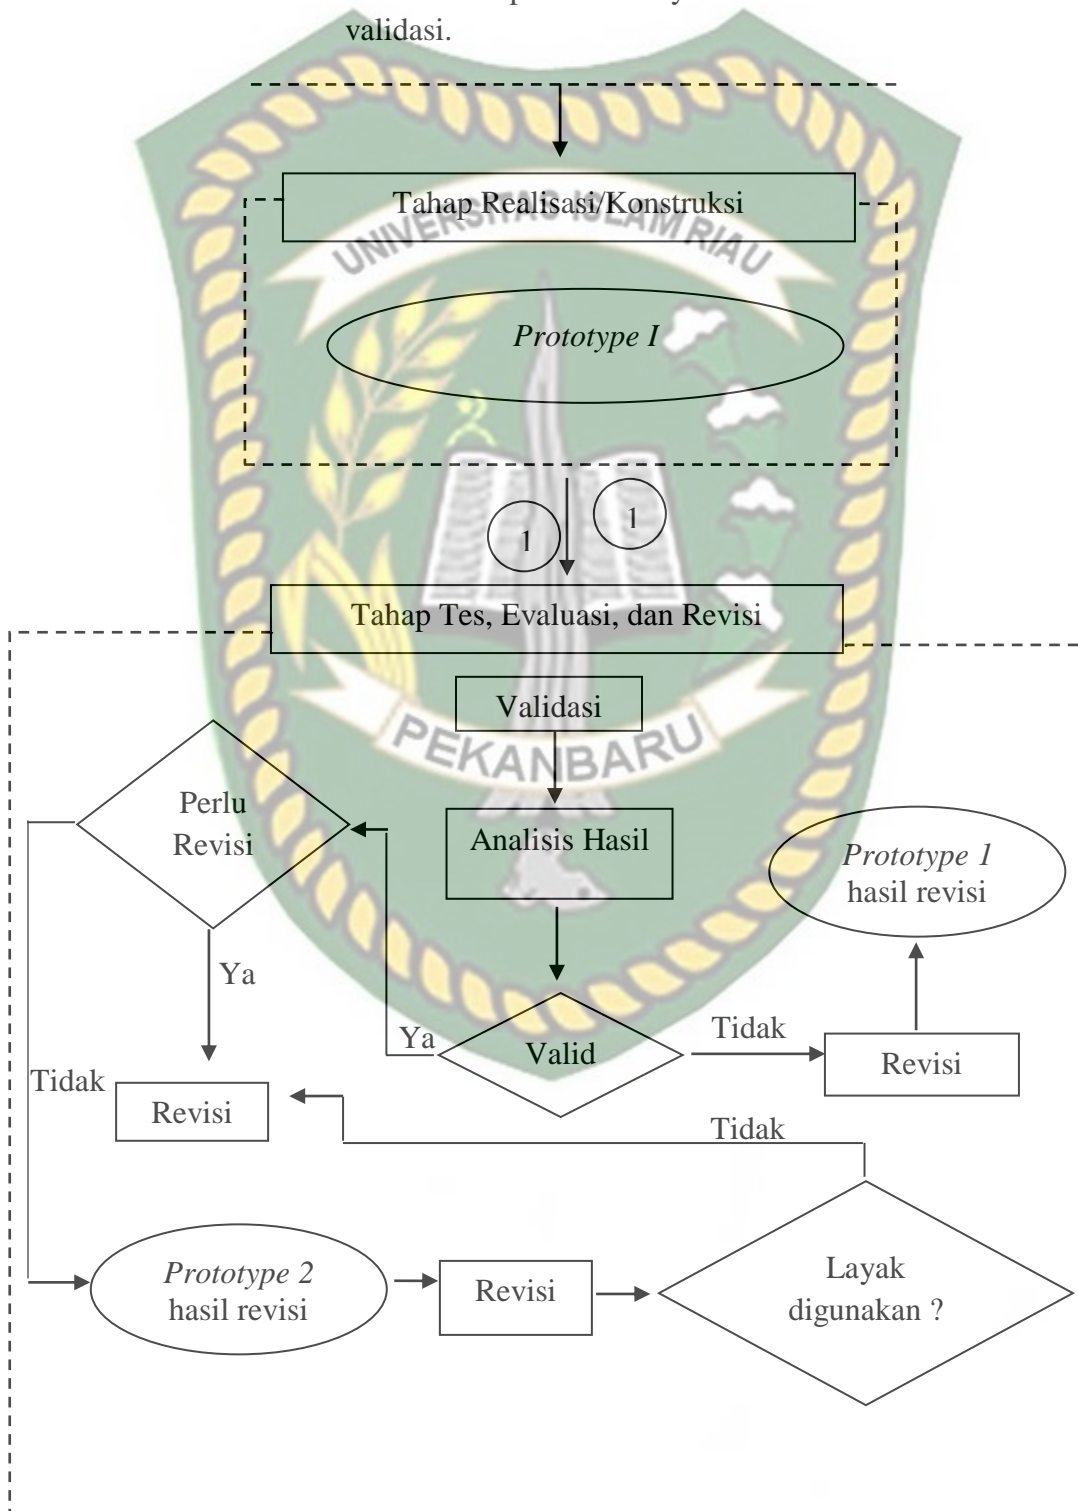 validasi.
Tahap Realisasi/Konstruksi
UNIVERSITAS ISLAM RIAU
Prototype I
1
1
Tahap Tes, Evaluasi, dan Revisi
Validasi
PEKANBARU
Perlu
Revisi
Analisis Hasil
Prototype 1
hasil revisi
Ya
Ya
Valid
Tidak
Revisi
Tidak
Revisi
Tidak
Prototype 2
hasil revisi
Revisi
Layak
digunakan ?